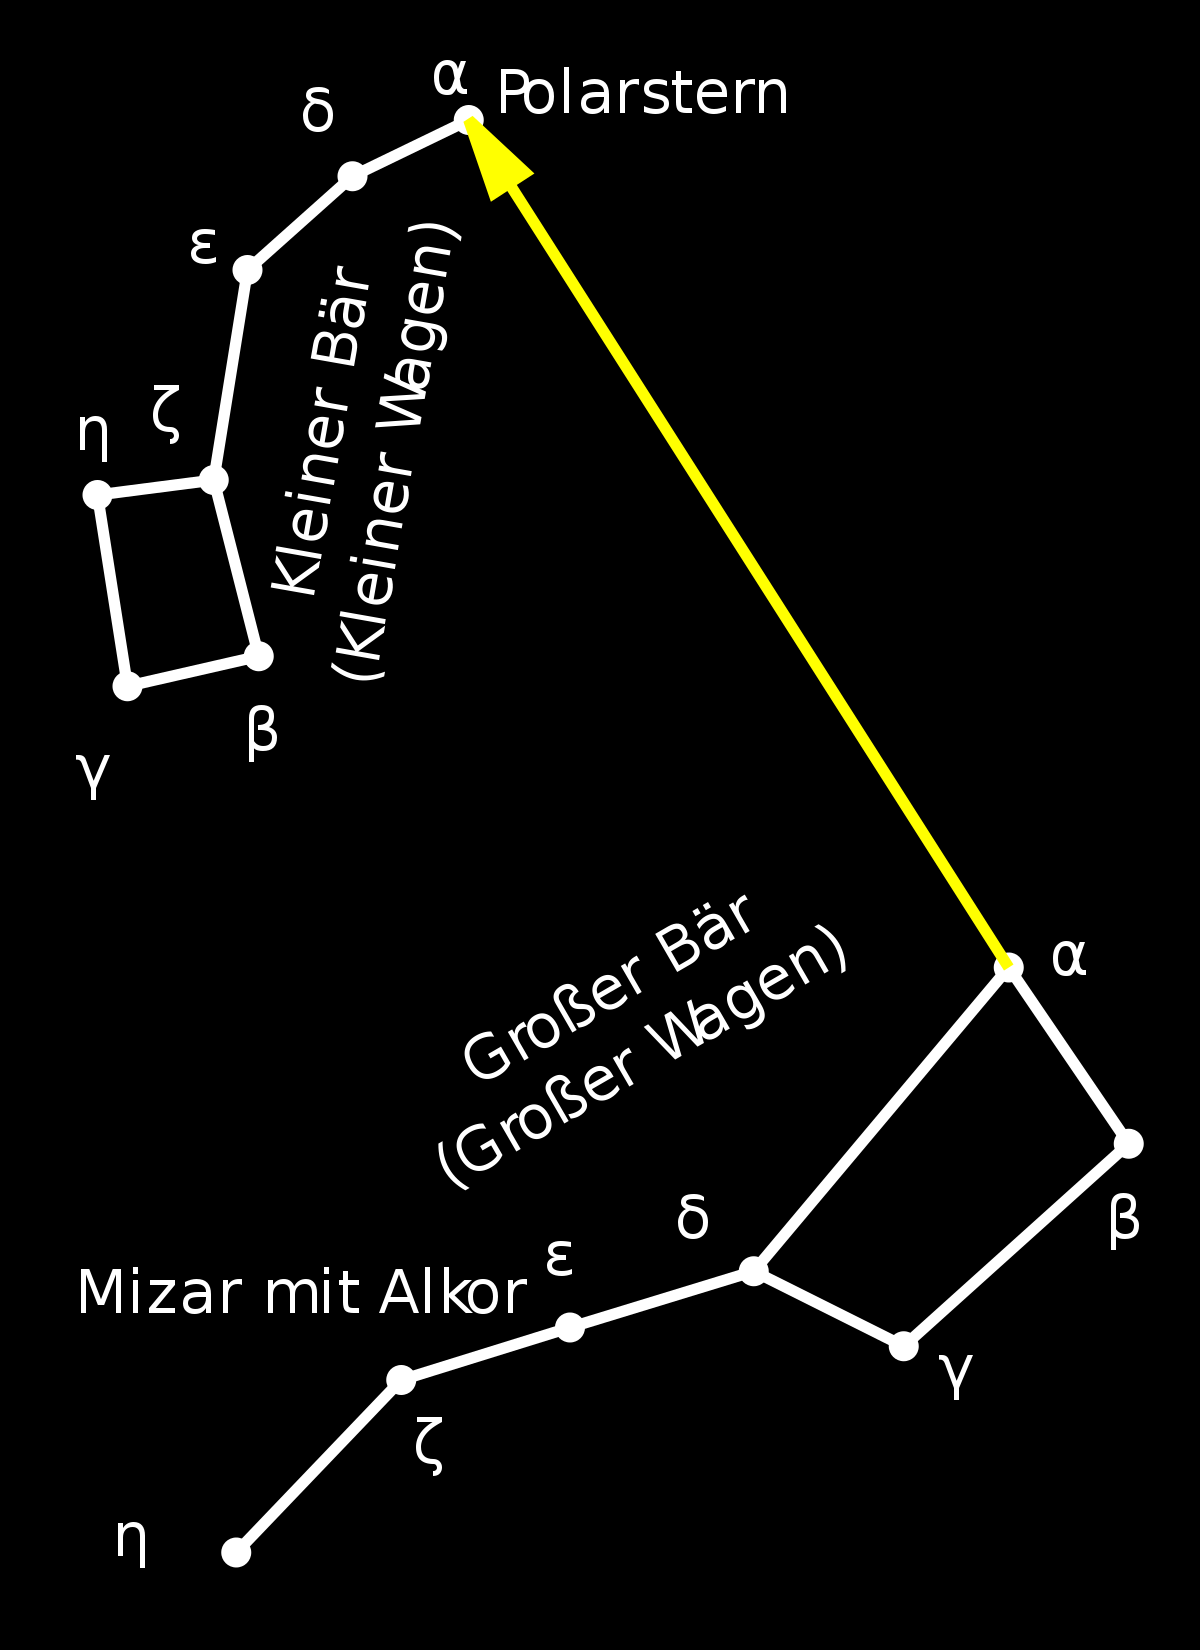 α Polarstern
δ
ε
Kleiner Bär
(Kleiner Wagen)
η ζ
β
γ
Großer Bär
(Großer Wagen)
α
β
δ
ε
Mizar mit Alkor
γ
ζ
η